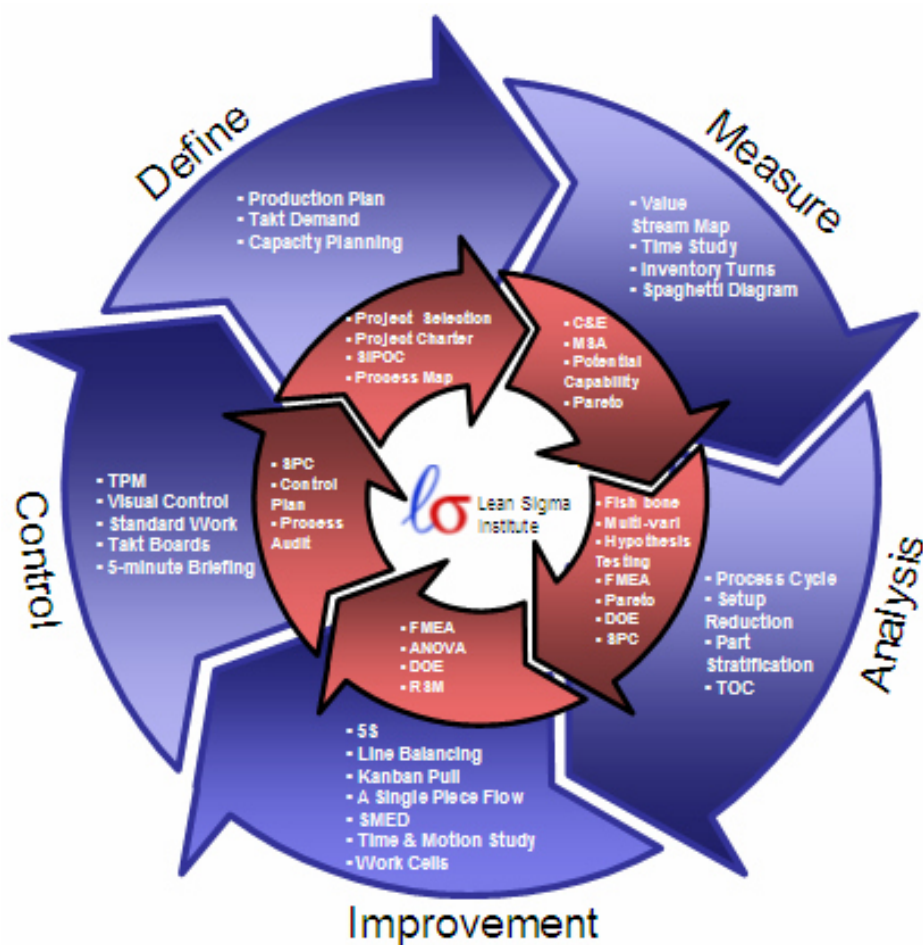 Define
- Production Plan
- Takt Demand
- Capacity Planning
- Project Selection
- Project Charter
- SIPOC
- Process Map
Measure
- Value
Stream Map
- Time Study
- Inventory Turns
- Spaghetti Diagram
- C&E
- MSA
- Potential
Capability
- Pareto
Analysis
- Process Cycle
- Setup
Reduction
- Part
Stratification
- TOC
- Fish bone
- Multi-vari
- Hypothesis
Testing
- FMEA
- Pareto
- DOE
- SPC
Improvement
- 5S
- Line Balancing
- Kanban Pull
- A Single Piece Flow
- SMED
- Time & Motion Study
- Work Cells
- FMEA
- ANOVA
- DOE
- RSM
Control
- TPM
- Visual Control
- Standard Work
- Takt Boards
- 5-minute Briefing
- SPC
- Control
Plan
- Process
Audit
ℓσ Lean Sigma
Institute